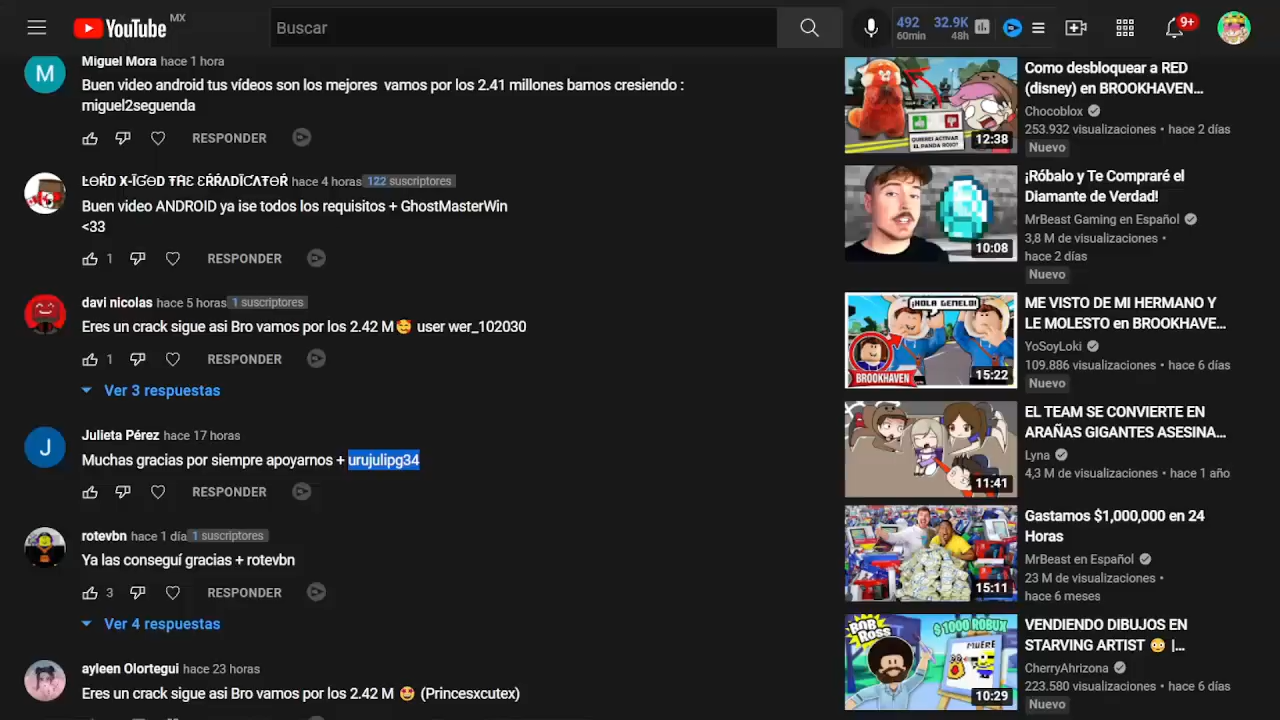 YouTube MX
Buscar
492 32.9K
60min 48h
9+
M
Miguel Mora hace 1 hora
Buen video android tus vídeos son los mejores vamos por los 2.41 millones bamos cresiendo :
miguel2seguenda
RESPONDER
hace 4 horas 122 suscriptores
Buen video ANDROID ya ise todos los requisitos + GhostMasterWin
<33
1 RESPONDER
davi nicolas hace 5 horas 1 suscriptores
Eres un crack sigue asi Bro vamos por los 2.42 M🥰 user wer_102030
1 RESPONDER
Ver 3 respuestas
J
Julieta Pérez hace 17 horas
Muchas gracias por siempre apoyarnos + urujulipg34
RESPONDER
rotevbn hace 1 día 1 suscriptores
Ya las conseguí gracias + rotevbn
3 RESPONDER
Ver 4 respuestas
ayleen Olortegui hace 23 horas
Eres un crack sigue asi Bro vamos por los 2.42 M 🤩 (Princesxcutex)
QUIERES ACTIVAR
EL PANDA ROJO?
12:38
Como desbloquear a RED
(disney) en BROOKHAVEN...
Chocoblox
253.932 visualizaciones • hace 2 días
Nuevo
10:08
¡Róbalo y Te Compraré el
Diamante de Verdad!
MrBeast Gaming en Español
3,8 M de visualizaciones •
hace 2 días
Nuevo
¡HOLA GEMELO!
BROOKHAVEN
15:22
ME VISTO DE MI HERMANO Y
LE MOLESTO en BROOKHAVE...
YoSoyLoki
109.886 visualizaciones • hace 6 días
Nuevo
11:41
EL TEAM SE CONVIERTE EN
ARAÑAS GIGANTES ASESINA...
Lyna
4,3 M de visualizaciones • hace 1 año
15:11
Gastamos $1,000,000 en 24
Horas
MrBeast en Español
23 M de visualizaciones •
hace 6 meses
BOB
ROSS
$1000 ROBUX
MUERE
10:29
VENDIENDO DIBUJOS EN
STARVING ARTIST 😳 |...
CherryAhrizona
223.580 visualizaciones • hace 6 días
Nuevo